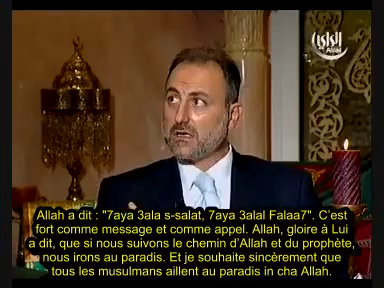 الرأي
Alrai
Allah a dit : "7aya 3ala s-salat, 7aya 3alal Falaa7". C'est
fort comme message et comme appel. Allah, gloire à Lui
a dit, que si nous suivons le chemin d'Allah et du prophète,
nous irons au paradis. Et je souhaite sincèrement que
tous les musulmans aillent au paradis in cha Allah.